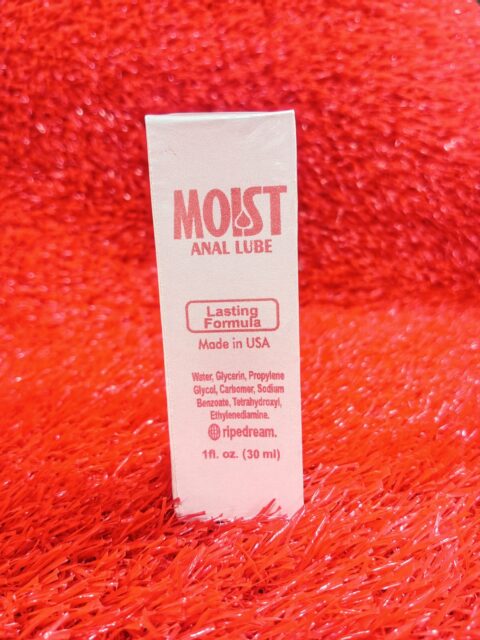 MOIST
ANAL LUBE
Lasting
Formula
Made in USA
Water, Glycerin, Propylene
Glycol, Carbomer, Sodium
Benzoate, Tetrahydroxyl,
Ethylenediamine.
ripedream.
1fl. oz. (30 ml)